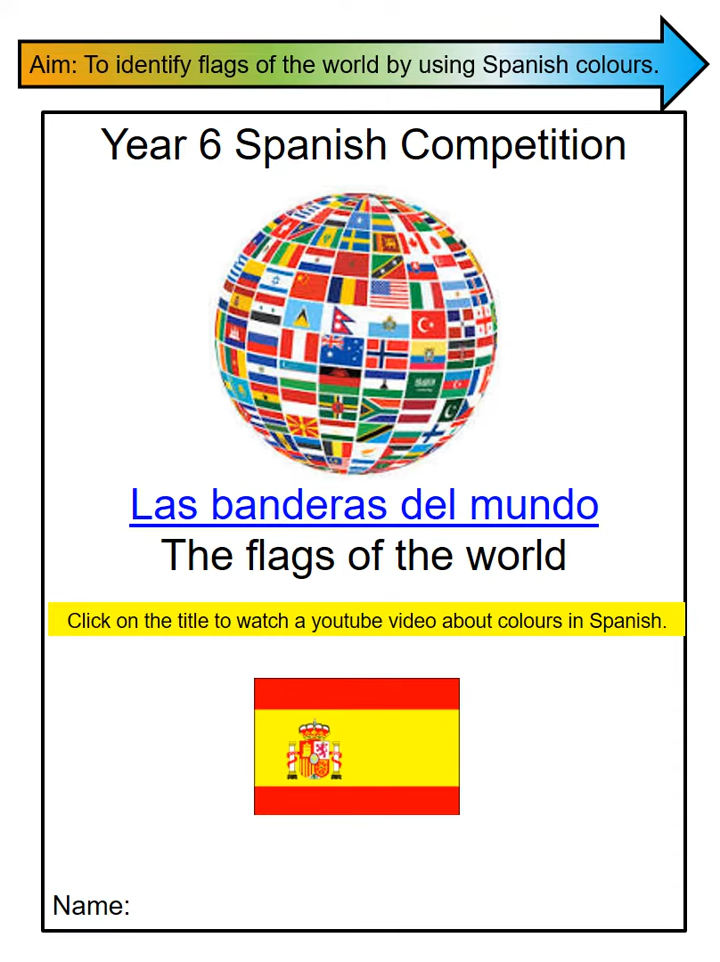 Aim: To identify flags of the world by using Spanish colours.
Year 6 Spanish Competition
Las banderas del mundo
The flags of the world
Click on the title to watch a youtube video about colours in Spanish.
Name: